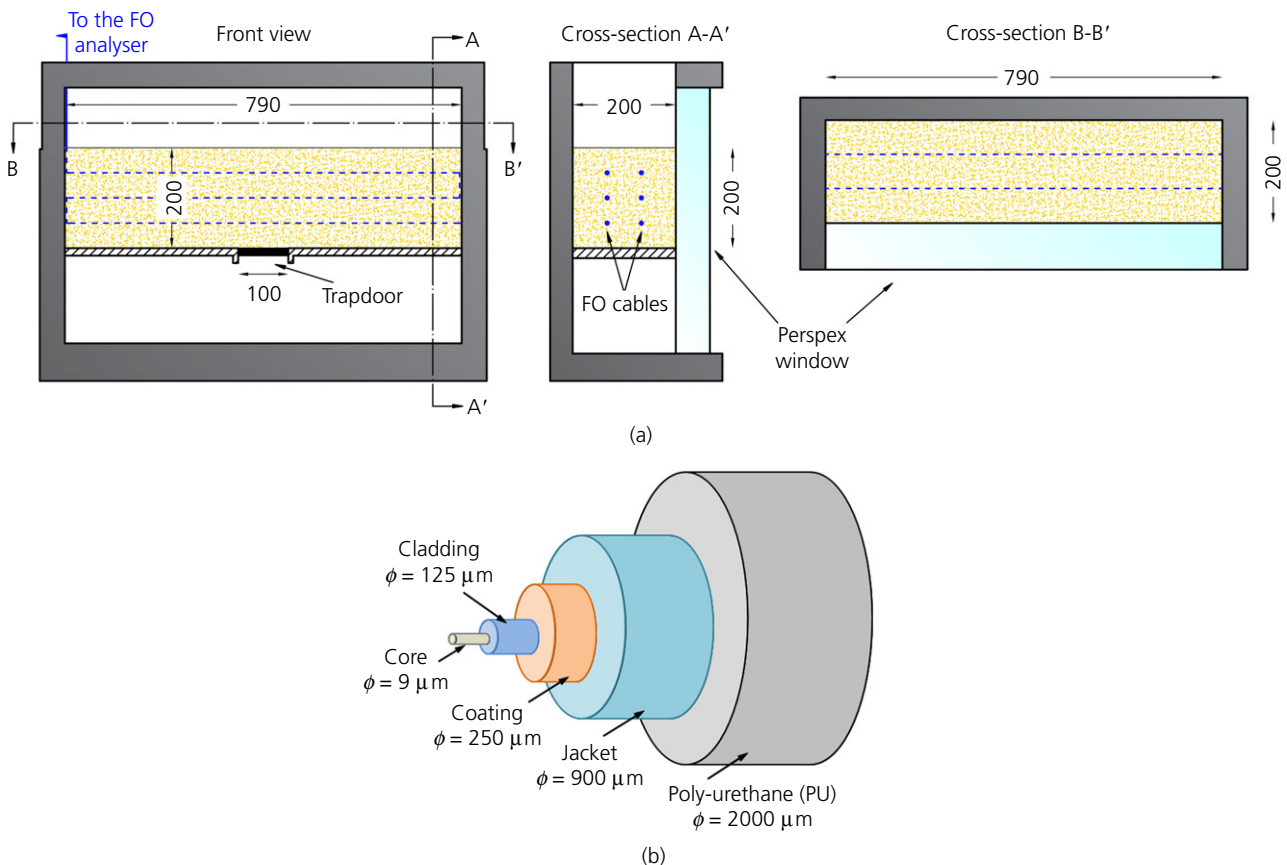 To the FO
analyser
Front view
A
790
B
B′
200
100
Trapdoor
A′
Cross-section A-A′
200
200
FO cables
Cross-section B-B′
790
200
Perspex
window
(a)
Cladding
ϕ = 125 μm
Core
ϕ = 9 μm
Coating
ϕ = 250 μm
Jacket
ϕ = 900 μm
Poly-urethane (PU)
ϕ = 2000 μm
(b)